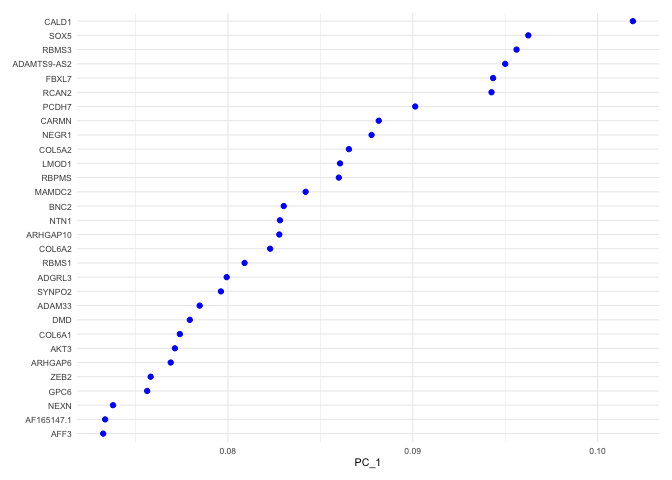 CALD1
SOX5
RBMS3
ADAMTS9-AS2
FBXL7
RCAN2
PCDH7
CARMN
NEGR1
COL5A2
LMOD1
RBPMS
MAMDC2
BNC2
NTN1
ARHGAP10
COL6A2
RBMS1
ADGRL3
SYNPO2
ADAM33
DMD
COL6A1
AKT3
ARHGAP6
ZEB2
GPC6
NEXN
AF165147.1
AFF3
0.08 0.09 0.10
PC_1